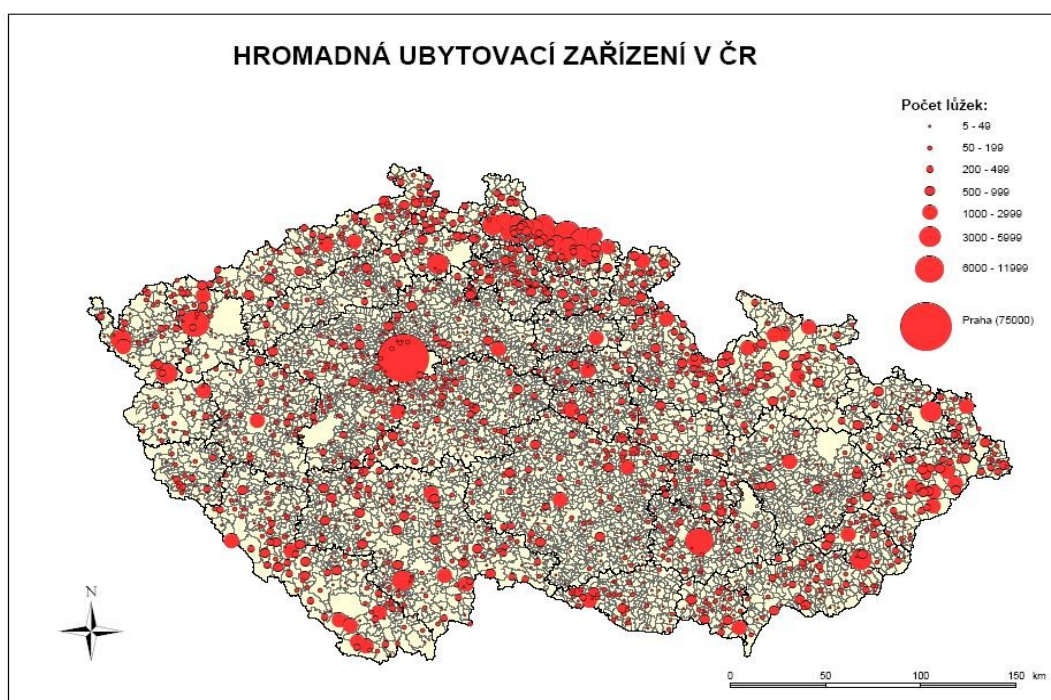 HROMADNÁ UBYTOVACÍ ZAŘÍZENÍ V ČR
Počet lůžek:
5 - 49
50 - 199
200 - 499
500 - 999
1000 - 2999
3000 - 5999
6000 - 11999
Praha (75000)
N
0 50 100 150 km